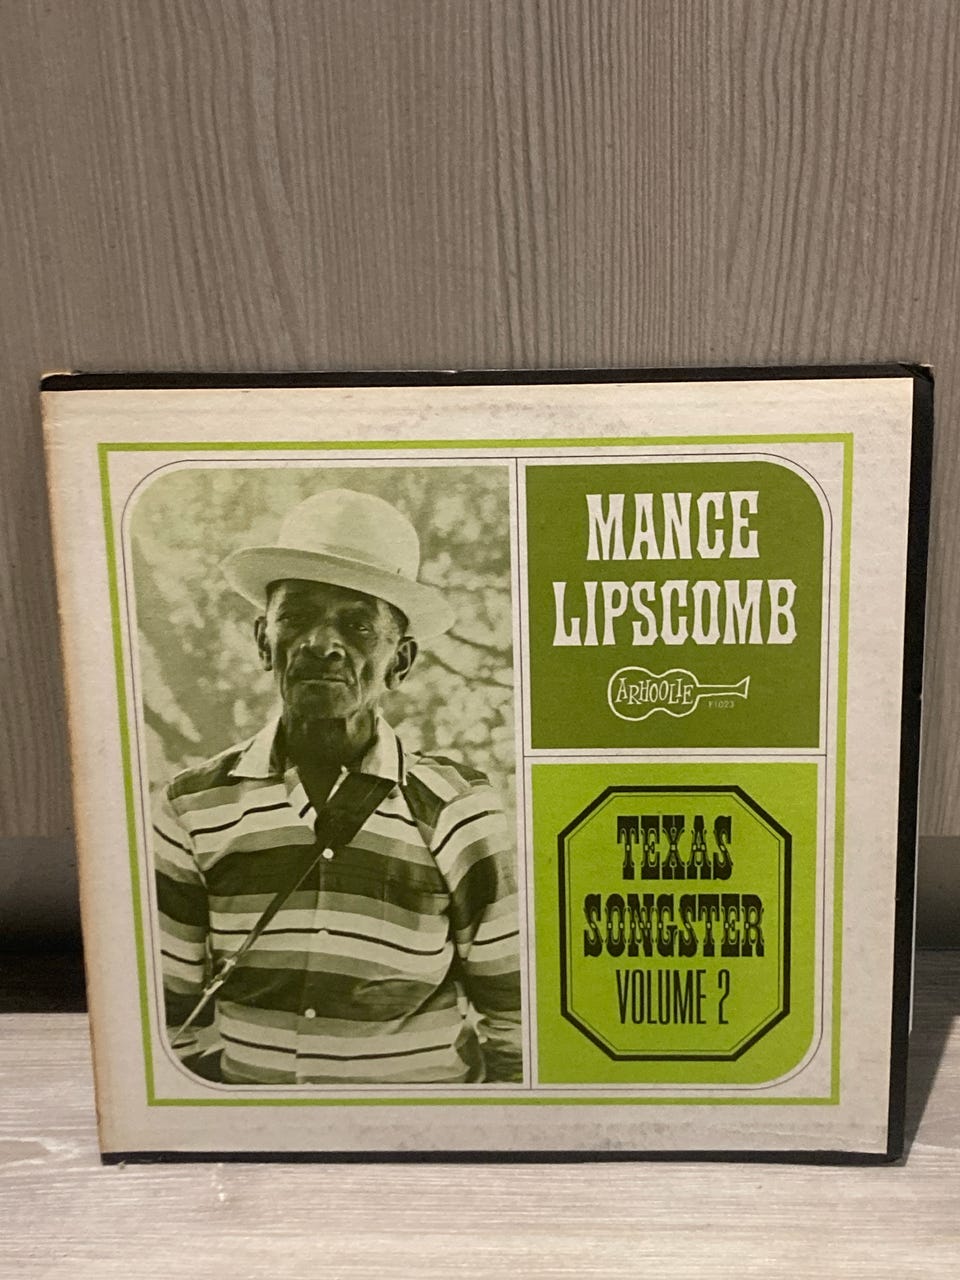 MANCE
LIPSCOMB
ARHOOLIE
F1023
TEXAS
SONGSTER
VOLUME 2